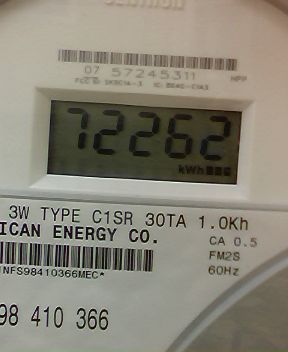 07 57245311 HPP
72262
kWh
3W TYPE C1SR 30TA 1.0Kh
ICAN ENERGY CO.
CA 0.5
FM2S
NFS98410366MEC*
60Hz
98 410 366